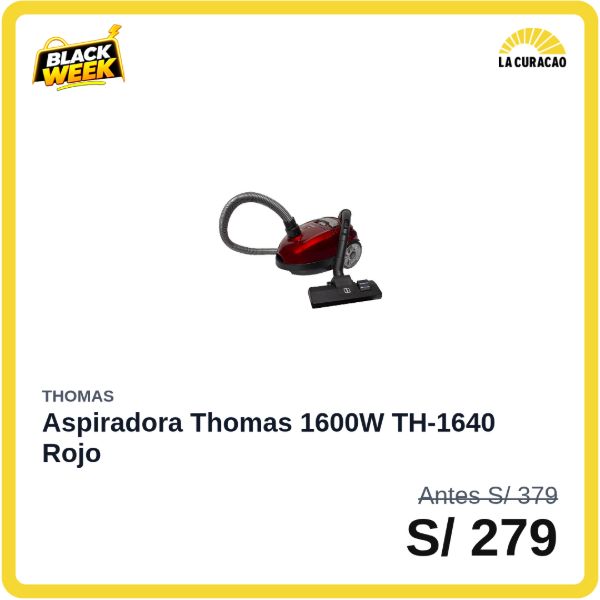 BLACK
WEEK
LA CURACAO
THOMAS
Aspiradora Thomas 1600W TH-1640
Rojo
Antes S/ 379
S/ 279